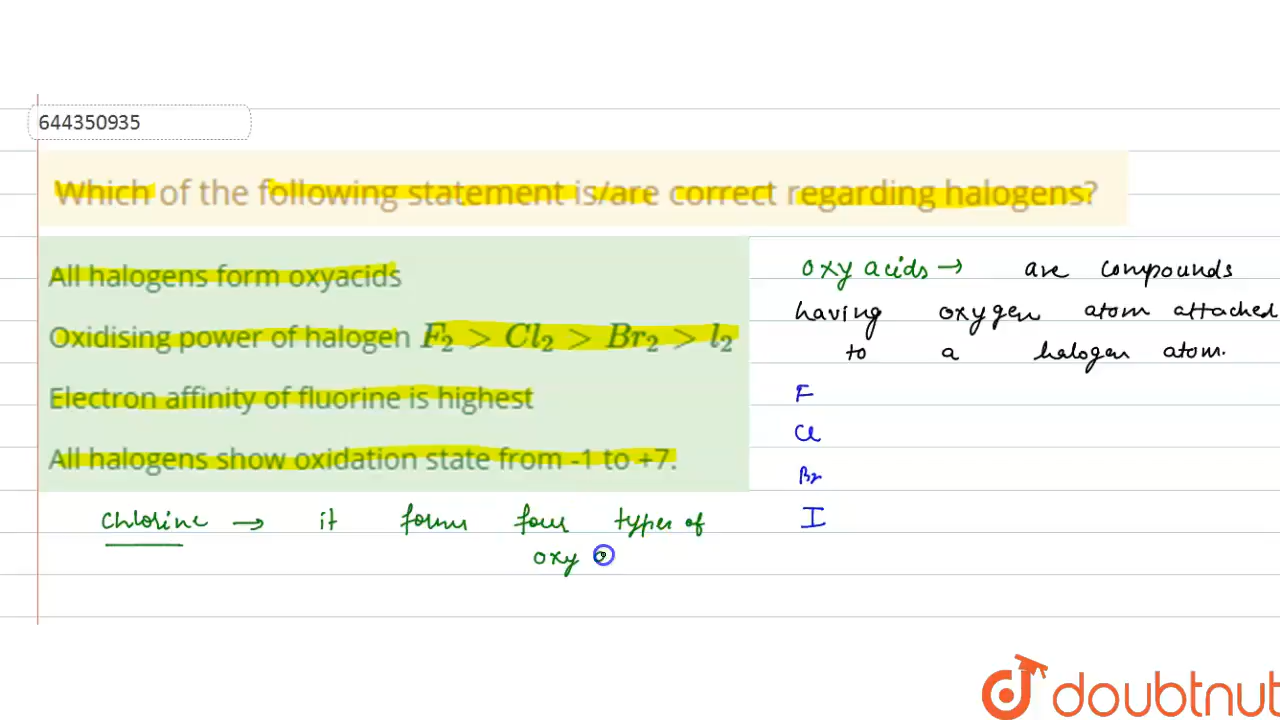 644350935
Which of the following statement is/are correct regarding halogens?
All halogens form oxyacids
Oxidising power of halogen F₂ > Cl₂ > Br₂ > l₂
Electron affinity of fluorine is highest
All halogens show oxidation state from -1 to +7.
oxy acids → are compounds
having oxygen atom attached
to a halogen atom.
F
Cl
Br
I
Chlorine → it forms four types of
oxy
doubtnut